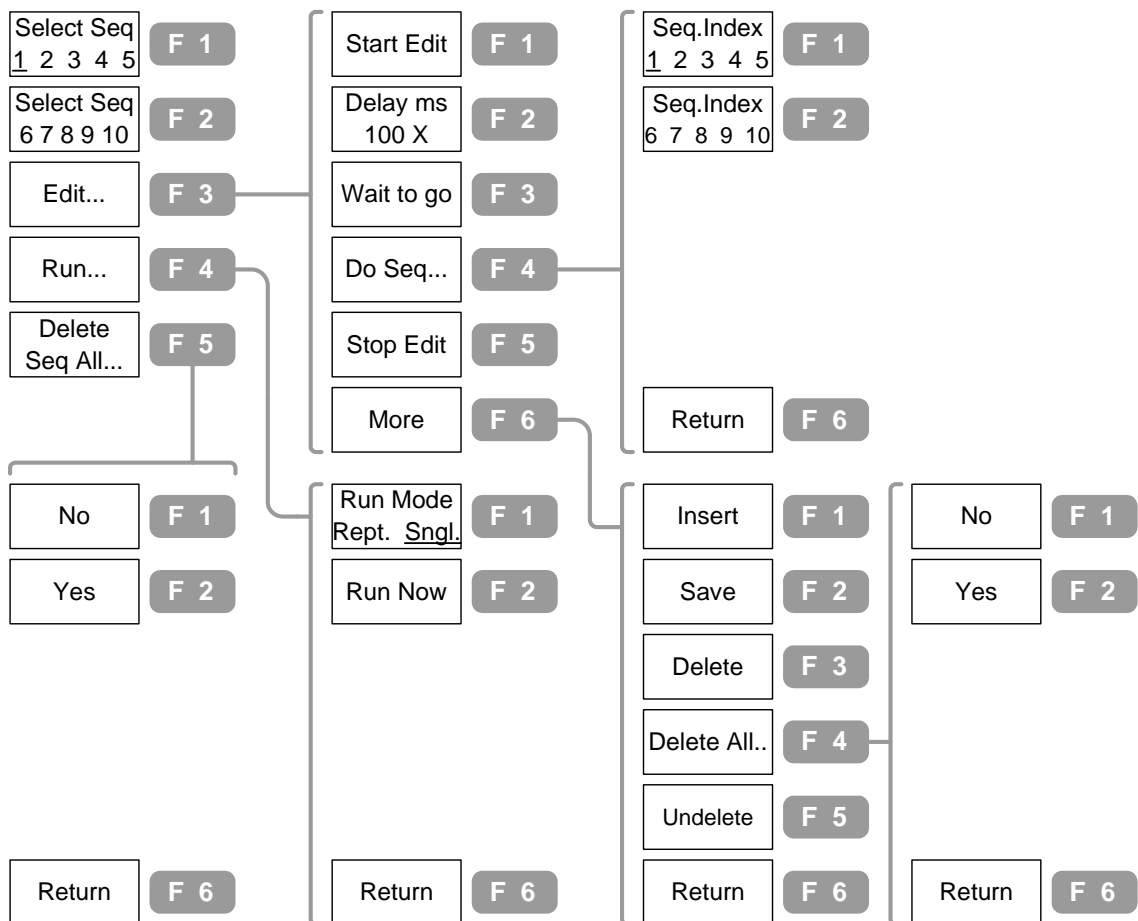 Select Seq
1 2 3 4 5
F 1
Select Seq
6 7 8 9 10
F 2
Edit...
F 3
Run...
F 4
Delete
Seq All...
F 5
No
F 1
Yes
F 2
Return
F 6
Start Edit
F 1
Delay ms
100 X
F 2
Wait to go
F 3
Do Seq...
F 4
Stop Edit
F 5
More
F 6
Run Mode
Rept. Sngl.
F 1
Run Now
F 2
Return
F 6
Seq.Index
1 2 3 4 5
F 1
Seq.Index
6 7 8 9 10
F 2
Return
F 6
Insert
F 1
Save
F 2
Delete
F 3
Delete All..
F 4
Undelete
F 5
Return
F 6
No
F 1
Yes
F 2
Return
F 6